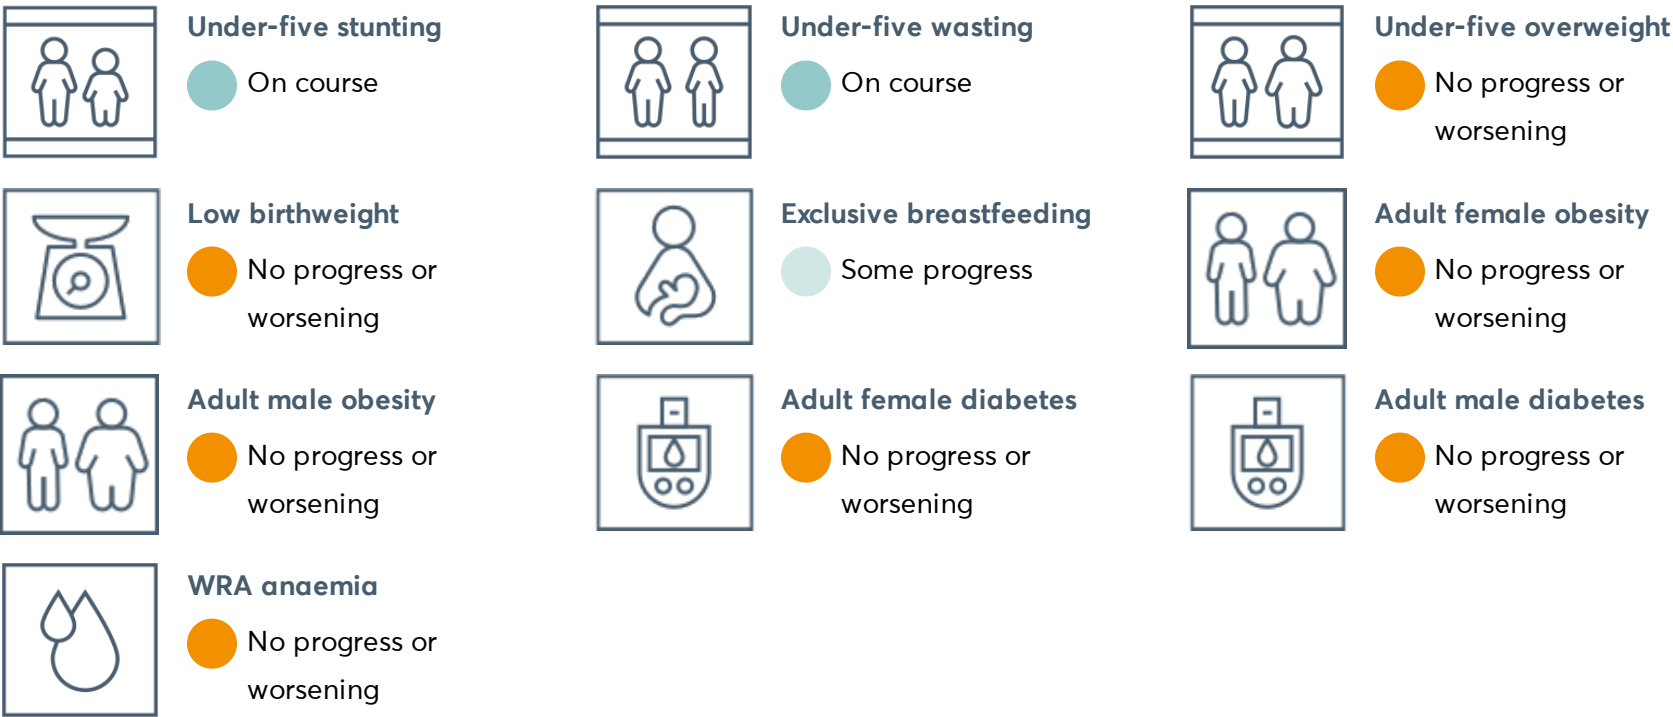 Under-five stunting
On course
Under-five wasting
On course
Under-five overweight
No progress or
worsening
Low birthweight
No progress or
worsening
Exclusive breastfeeding
Some progress
Adult female obesity
No progress or
worsening
Adult male obesity
No progress or
worsening
Adult female diabetes
No progress or
worsening
Adult male diabetes
No progress or
worsening
WRA anaemia
No progress or
worsening